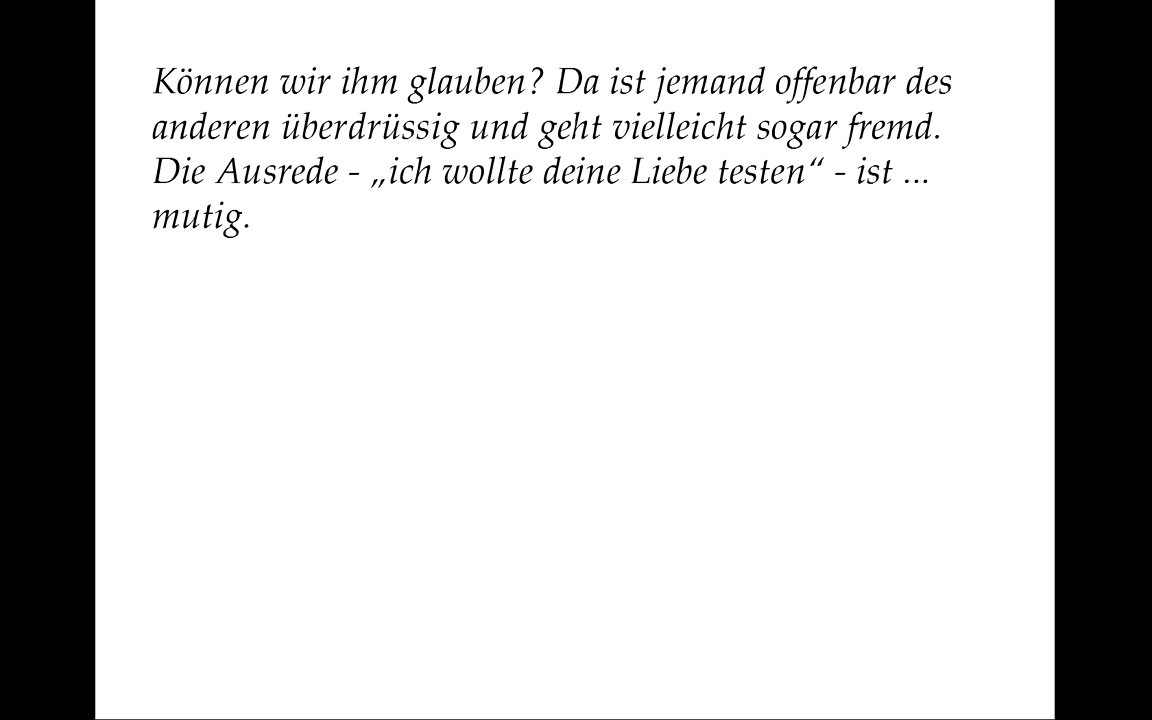 Können wir ihm glauben? Da ist jemand offenbar des
anderen überdrüssig und geht vielleicht sogar fremd.
Die Ausrede - „ich wollte deine Liebe testen“ - ist ...
mutig.